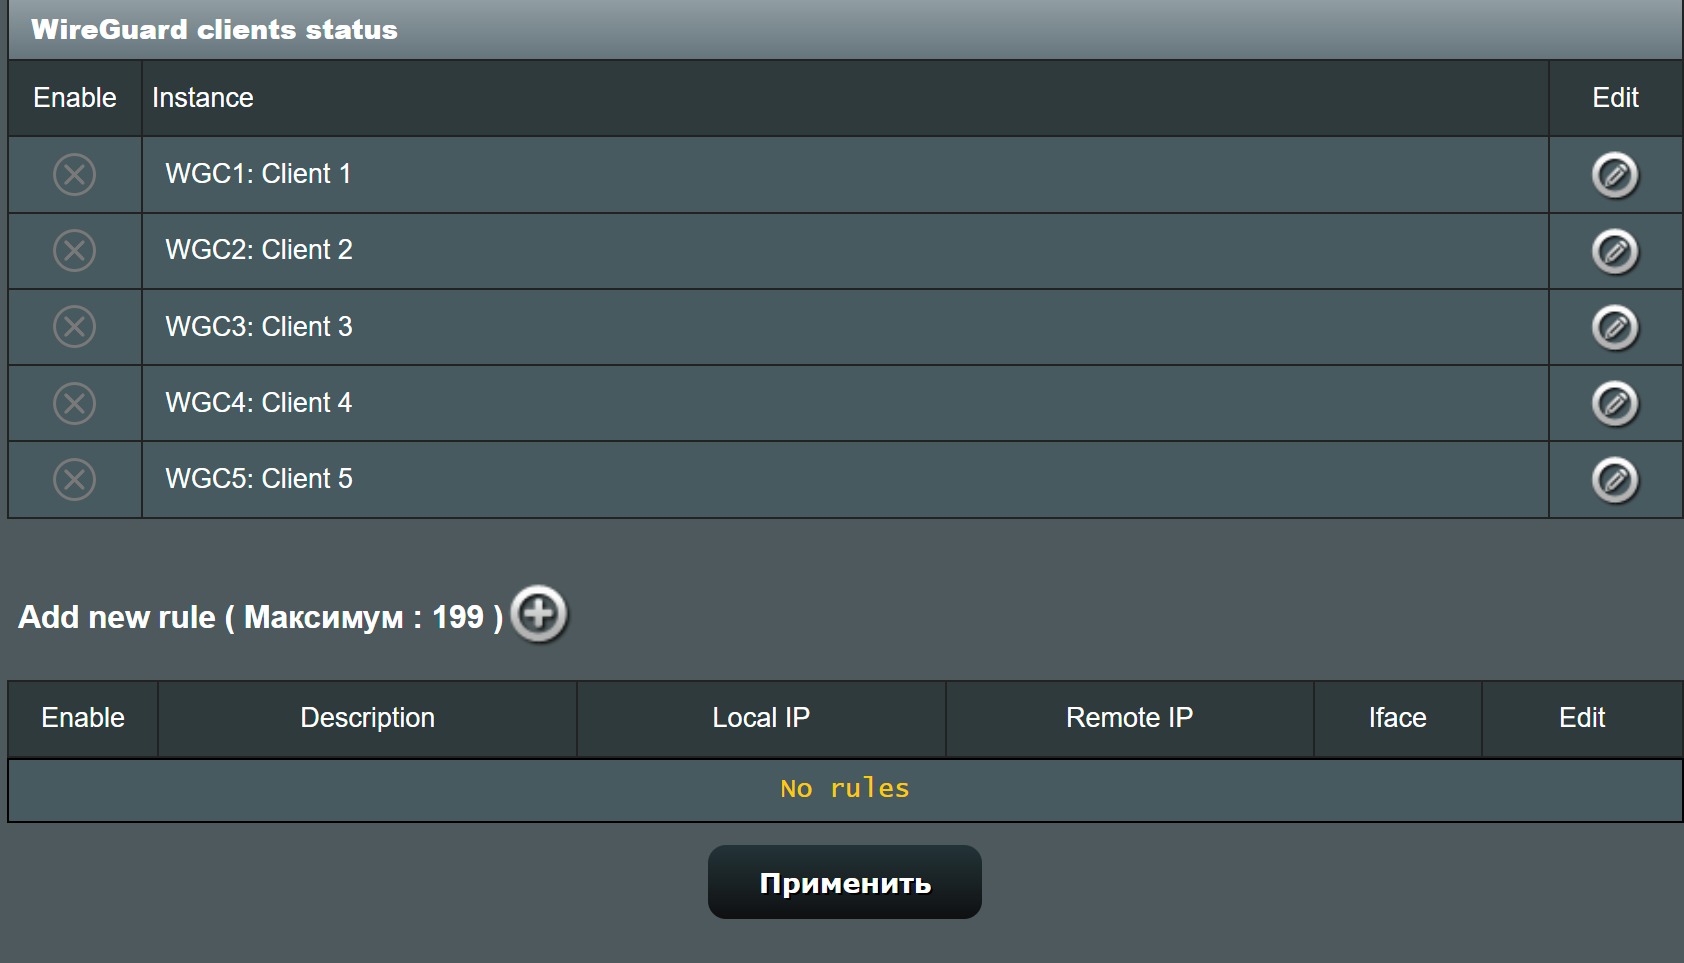 WireGuard clients status
Enable Instance Edit
WGC1: Client 1
WGC2: Client 2
WGC3: Client 3
WGC4: Client 4
WGC5: Client 5
Add new rule ( Максимум : 199 )
Enable Description Local IP Remote IP Iface Edit
No rules
Применить